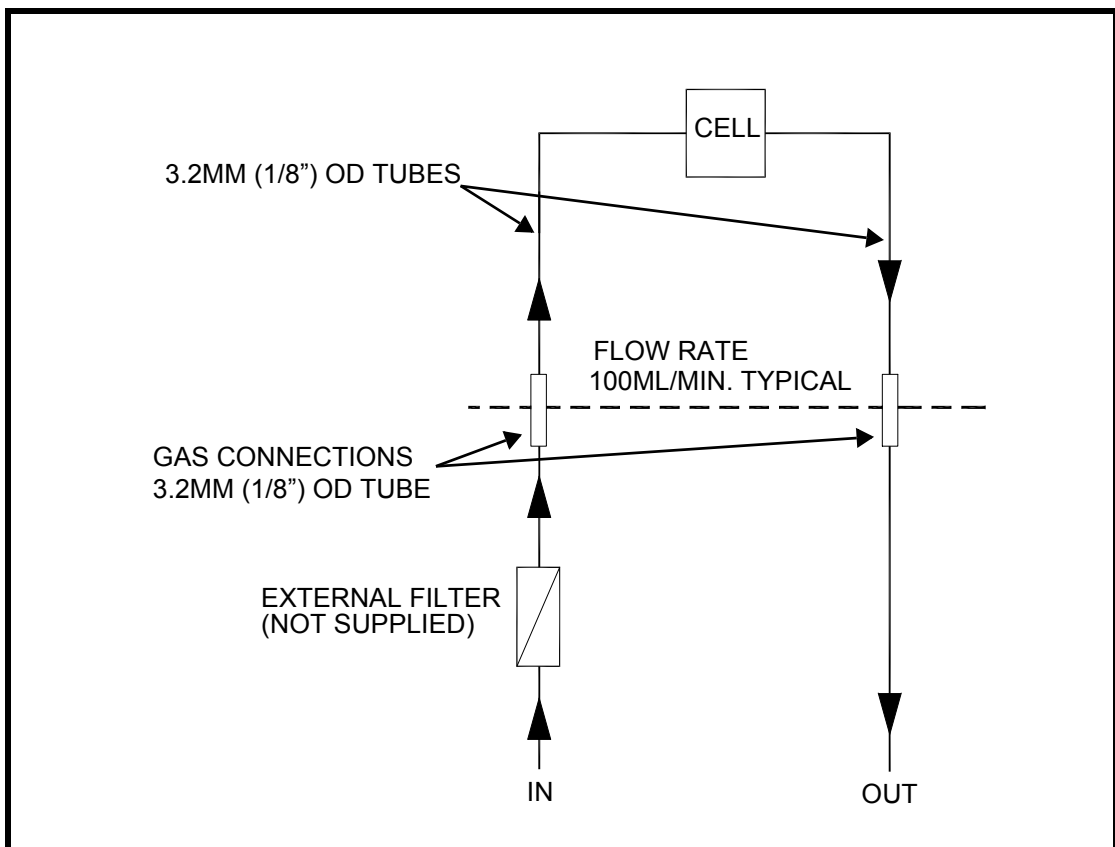 CELL
3.2MM (1/8”) OD TUBES
FLOW RATE
100ML/MIN. TYPICAL
GAS CONNECTIONS
3.2MM (1/8”) OD TUBE
EXTERNAL FILTER
(NOT SUPPLIED)
IN
OUT